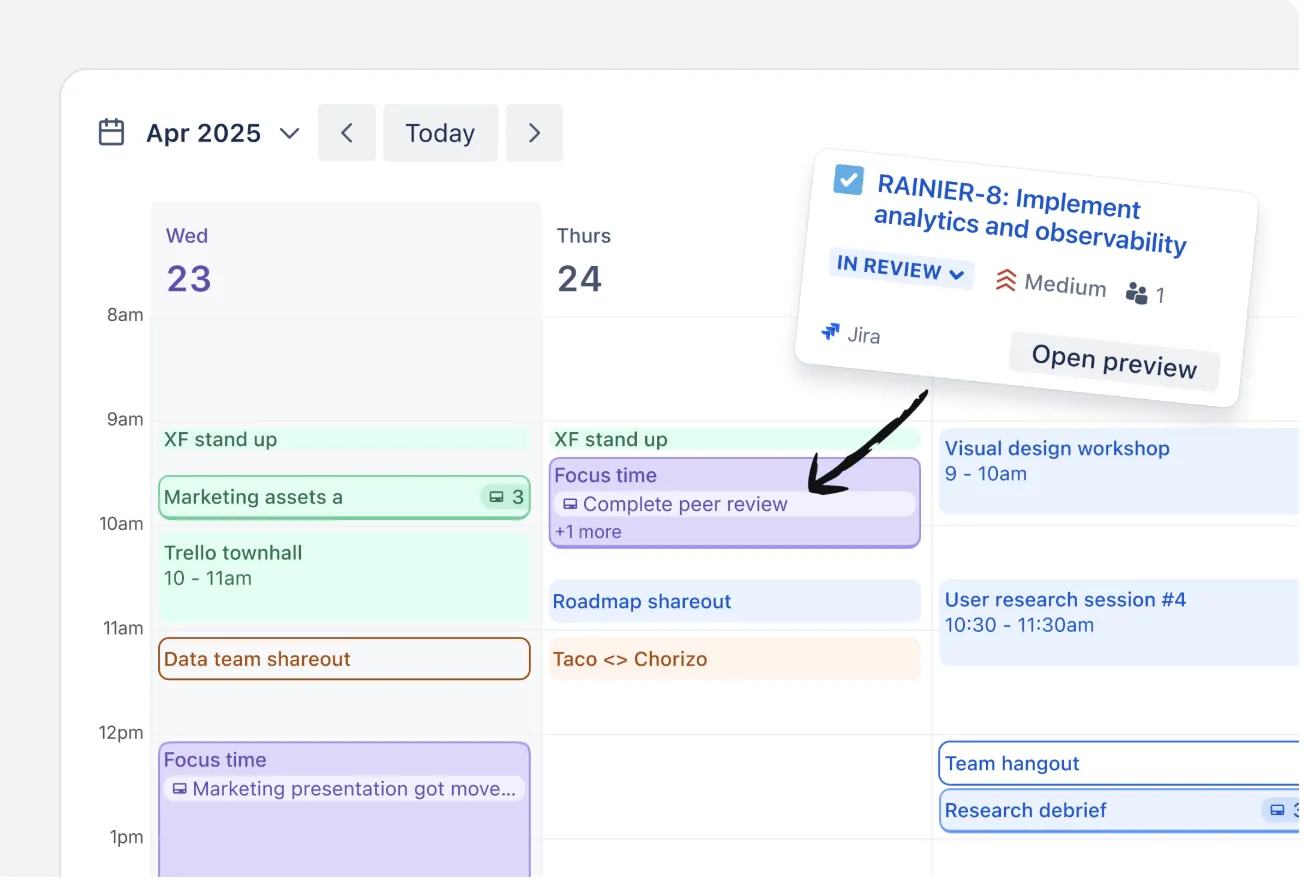 Apr 2025
Today
RAINIER-8: Implement
analytics and observability
IN REVIEW
Medium
1
Jira
Open preview
Wed
23
Thurs
24
8am
9am
10am
11am
12pm
1pm
XF stand up
Marketing assets a
3
Trello townhall
10 - 11am
Data team shareout
Focus time
Marketing presentation got move...
XF stand up
Focus time
Complete peer review
+1 more
Roadmap shareout
Taco <> Chorizo
Visual design workshop
9 - 10am
User research session #4
10:30 - 11:30am
Team hangout
Research debrief